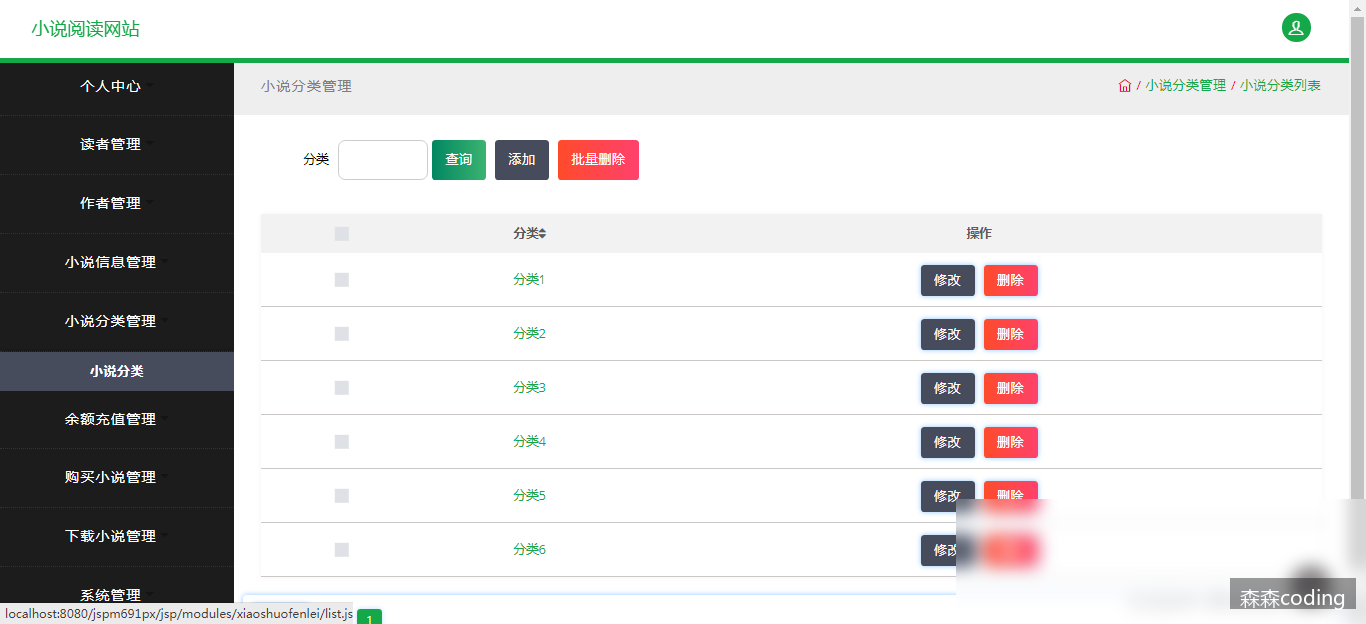 小说阅读网站
个人中心
读者管理
作者管理
小说信息管理
小说分类管理
小说分类
余额充值管理
购买小说管理
下载小说管理
系统管理
小说分类管理
/ 小说分类管理 / 小说分类列表
分类 查询 添加 批量删除
分类 操作
分类1 修改 删除
分类2 修改 删除
分类3 修改 删除
分类4 修改 删除
分类5 修改 删除
分类6 修改
1
localhost:8080/jspm691px/jsp/modules/xiaoshuofenlei/list.js
森森coding